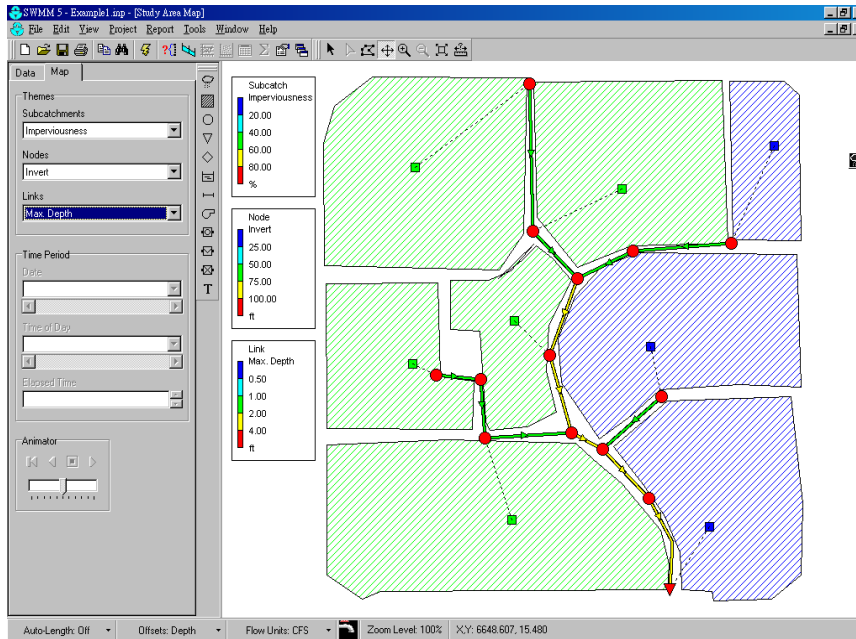 SWMM 5 - Example1.inp - [Study Area Map]
File Edit View Project Report Tools Window Help
Data Map
Themes
Subcatchments
Imperviousness
Nodes
Invert
Links
Max. Depth
Time Period
Date
Time of Day
Elapsed Time
Animator
T
Subcatch
Imperviousness
20.00
40.00
60.00
80.00
%
Node
Invert
25.00
50.00
75.00
100.00
ft
Link
Max. Depth
0.50
1.00
2.00
4.00
ft
Auto-Length: Off Offsets: Depth Flow Units: CFS Zoom Level: 100% X,Y: 6648.607, 15.480